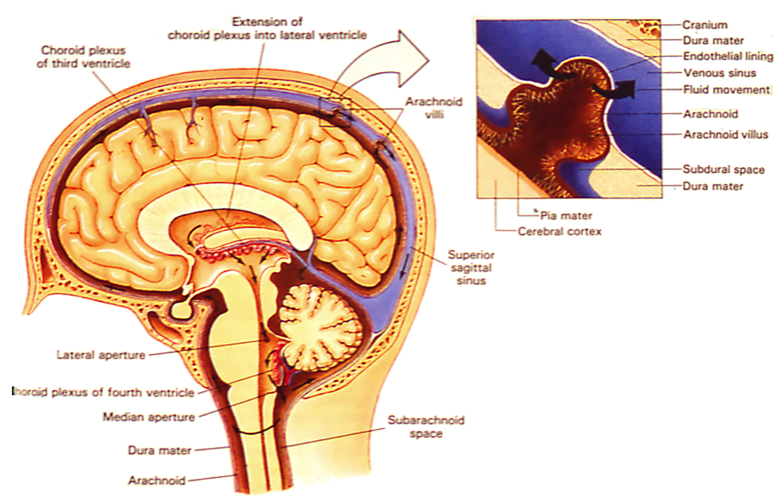 Extension of
choroid plexus into lateral ventricle
Choroid plexus
of third ventricle
Arachnoid
villi
Cranium
Dura mater
Endothelial lining
Venous sinus
Fluid movement
Arachnoid
Arachnoid villus
Subdural space
Dura mater
Pia mater
Cerebral cortex
Superior
sagittal
sinus
Lateral aperture
horoid plexus of fourth ventricle
Median aperture
Subarachnoid
space
Dura mater
Arachnoid